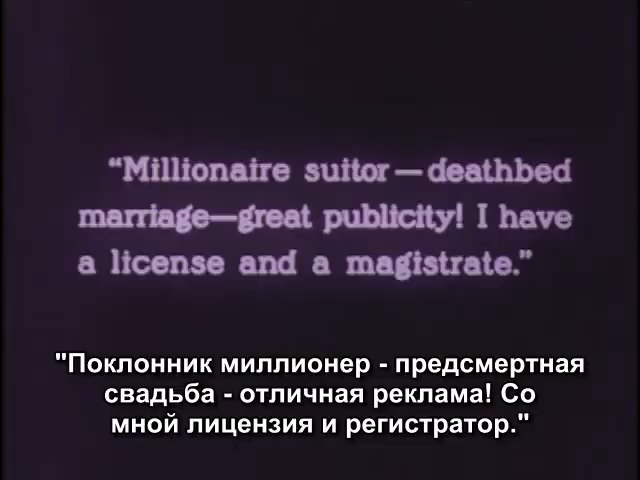 “Millionaire suitor—deathbed
marriage—great publicity! I have
a license and a magistrate.”
"Поклонник миллионер - предсмертная
свадьба - отличная реклама! Со
мной лицензия и регистратор."